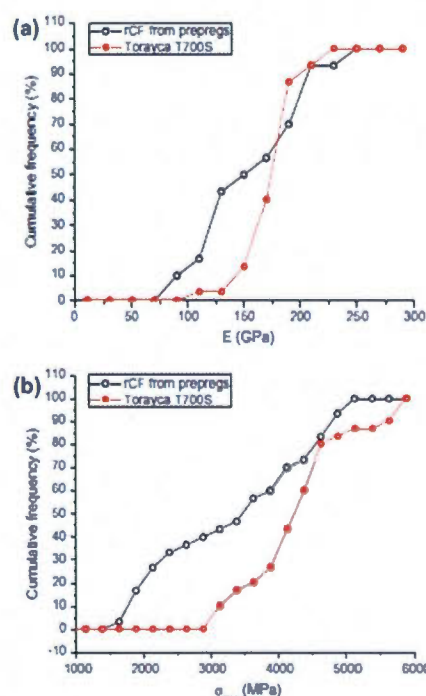 (a)
rCF from prepregs
Torayca T700S
Cumulative frequency (%)
110
100
90
80
70
60
50
40
30
20
10
0
0 50 100 150 200 250 300
E (GPa)
(b)
rCF from prepregs
Torayca T700S
Cumulative frequency (%)
110
100
90
80
70
60
50
40
30
20
10
0
1000 2000 3000 4000 5000 6000
σ (MPa)